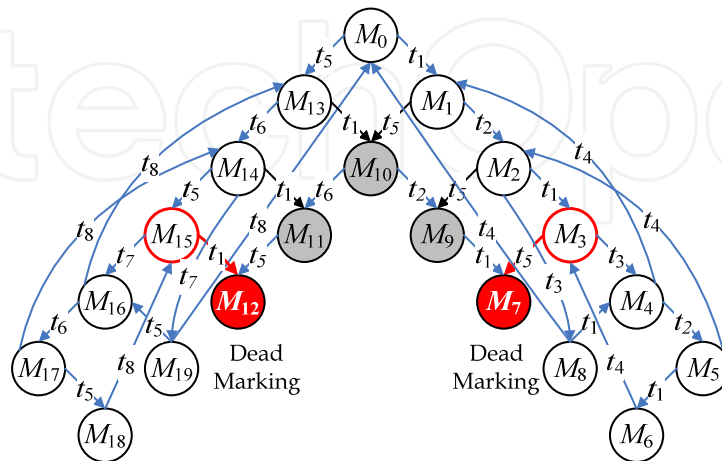 techOp
M0
t5 t1
M13 M1
t6 t1 t5 t2
t8 M14 M10 M2 t4
t5 t1 t6 t2 t5 t1
t8 M15 t8 M11 M9 t4 M3 t4
t7 t1 t7 t5 t1 t5 t3 t3
M16 M12 M7 M4
t6 t5 t1 t2
M17 t8 M19 Dead Marking Dead Marking M8 t4 M5
t5 t1
M18 M6